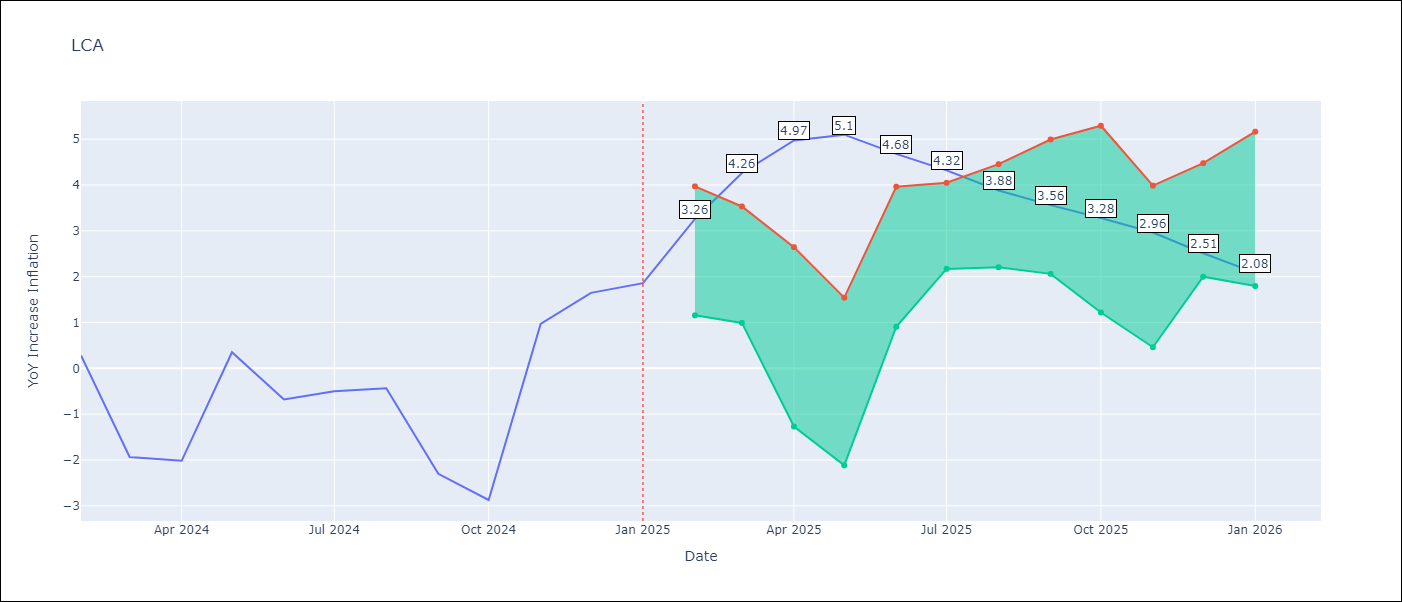 LCA
YoY Increase Inflation
5
4
3
2
1
0
−1
−2
−3
3.26
4.26
4.97
5.1
4.68
4.32
3.88
3.56
3.28
2.96
2.51
2.08
Apr 2024
Jul 2024
Oct 2024
Jan 2025
Apr 2025
Jul 2025
Oct 2025
Jan 2026
Date